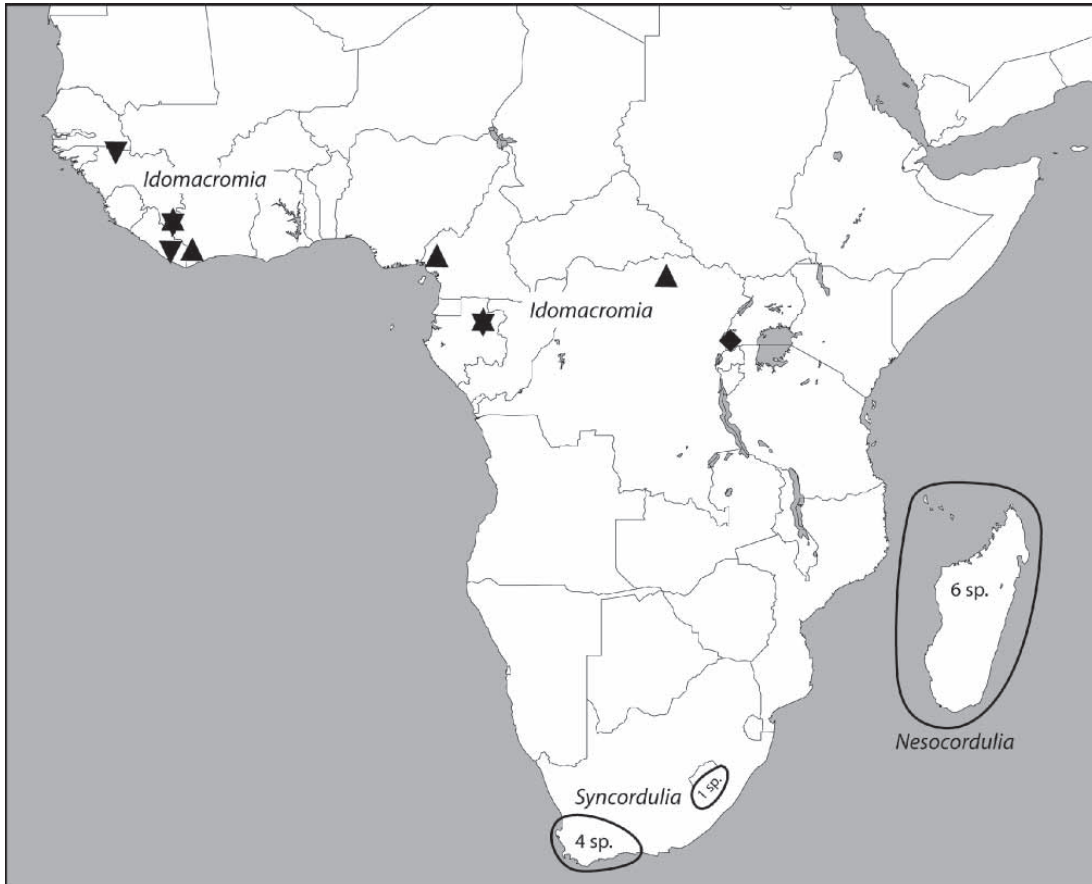 Idomacromia
Idomacromia
6 sp.
Nesocordulia
1 sp.
Syncordulia
4 sp.